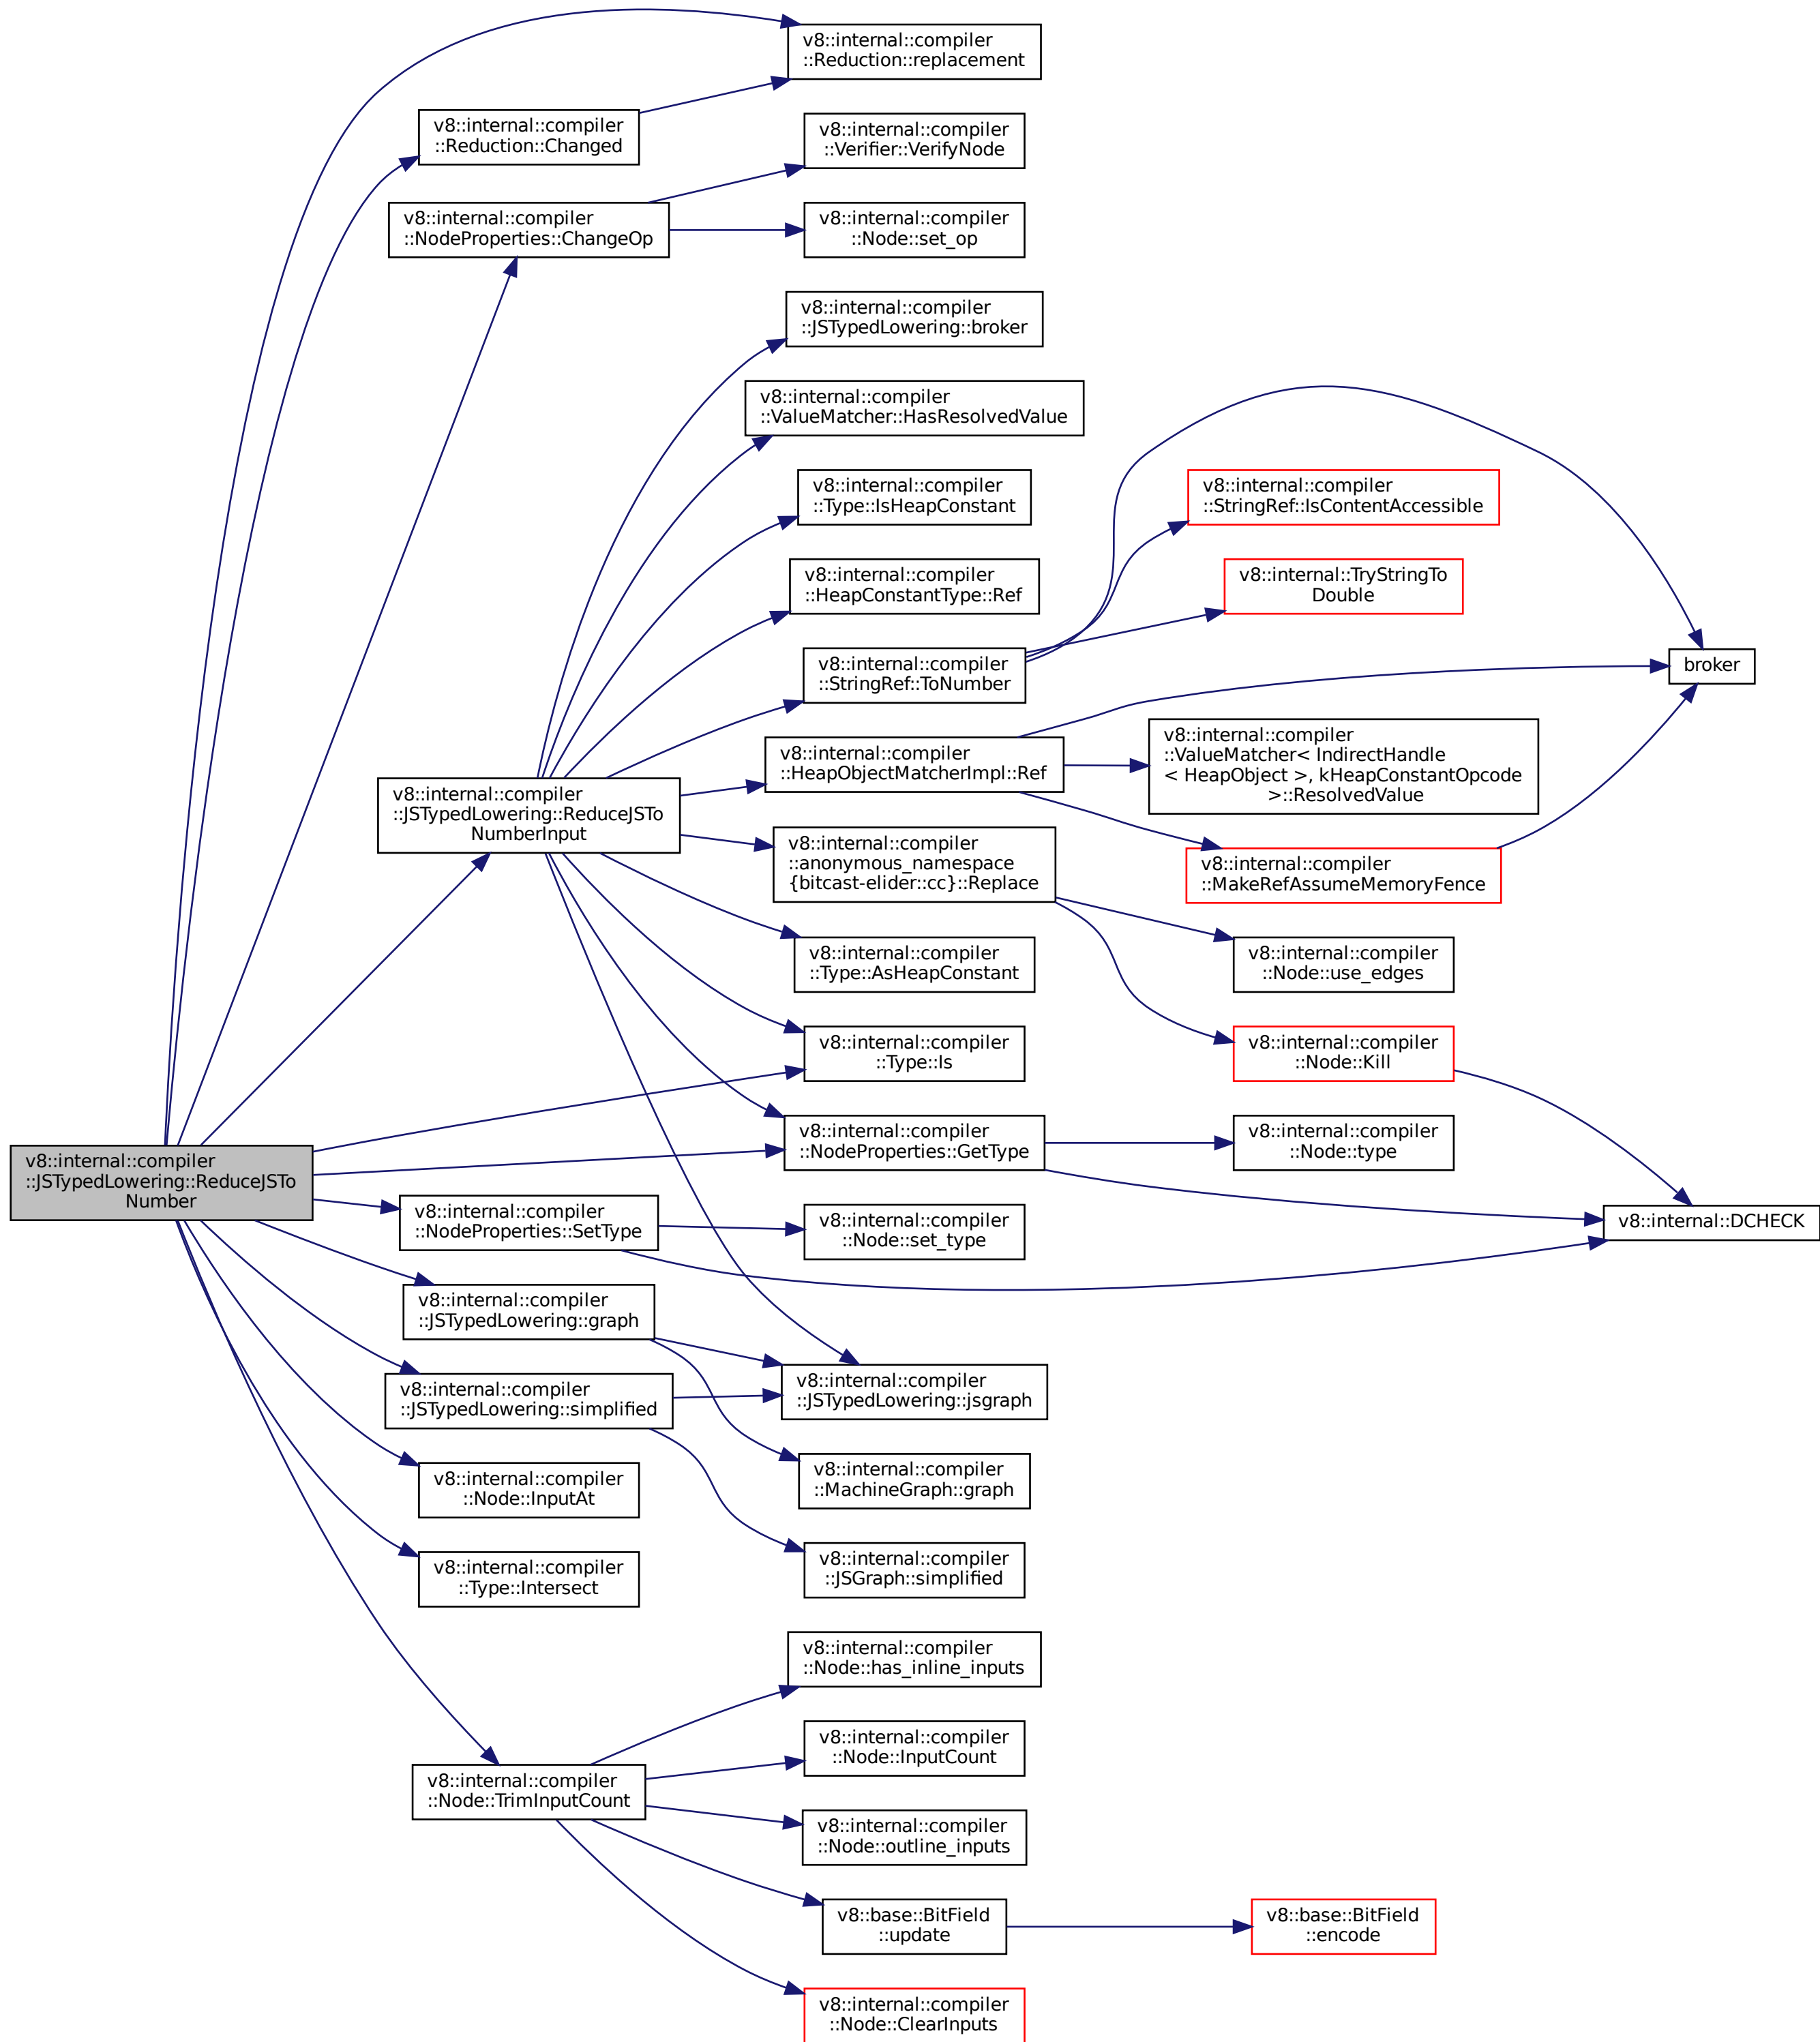 v8::internal::compiler
::Reduction::replacement
v8::internal::compiler
::Reduction::Changed
v8::internal::compiler
::Verifier::VerifyNode
v8::internal::compiler
::NodeProperties::ChangeOp
v8::internal::compiler
::Node::set_op
v8::internal::compiler
::JSTypedLowering::broker
v8::internal::compiler
::ValueMatcher::HasResolvedValue
v8::internal::compiler
::Type::IsHeapConstant
v8::internal::compiler
::StringRef::IsContentAccessible
v8::internal::compiler
::HeapConstantType::Ref
v8::internal::TryStringTo
Double
v8::internal::compiler
::StringRef::ToNumber
broker
v8::internal::compiler
::HeapObjectMatcherImpl::Ref
v8::internal::compiler
::ValueMatcher< IndirectHandle
< HeapObject >, kHeapConstantOpcode
>::ResolvedValue
v8::internal::compiler
::JSTypedLowering::ReduceJSTo
NumberInput
v8::internal::compiler
::anonymous_namespace
{bitcast-elider::cc}::Replace
v8::internal::compiler
::MakeRefAssumeMemoryFence
v8::internal::compiler
::Type::AsHeapConstant
v8::internal::compiler
::Node::use_edges
v8::internal::compiler
::Type::Is
v8::internal::compiler
::Node::Kill
v8::internal::compiler
::NodeProperties::GetType
v8::internal::compiler
::Node::type
v8::internal::compiler
::JSTypedLowering::ReduceJSTo
Number
v8::internal::compiler
::NodeProperties::SetType
v8::internal::compiler
::Node::set_type
v8::internal::DCHECK
v8::internal::compiler
::JSTypedLowering::graph
v8::internal::compiler
::JSTypedLowering::simplified
v8::internal::compiler
::JSTypedLowering::jsgraph
v8::internal::compiler
::Node::InputAt
v8::internal::compiler
::MachineGraph::graph
v8::internal::compiler
::Type::Intersect
v8::internal::compiler
::JSGraph::simplified
v8::internal::compiler
::Node::has_inline_inputs
v8::internal::compiler
::Node::InputCount
v8::internal::compiler
::Node::TrimInputCount
v8::internal::compiler
::Node::outline_inputs
v8::base::BitField
::update
v8::base::BitField
::encode
v8::internal::compiler
::Node::ClearInputs